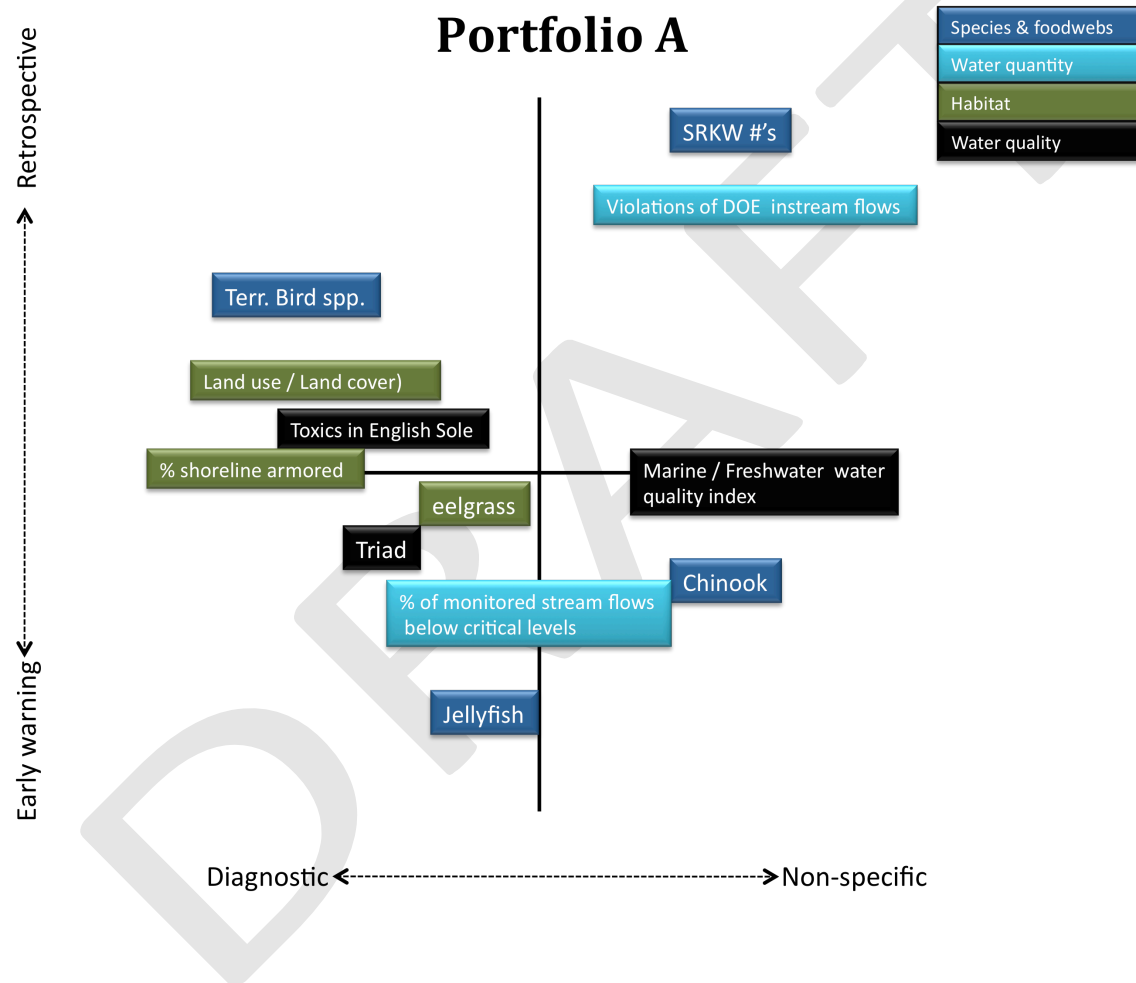 Portfolio A
Species & foodwebs
Water quantity
Habitat
Water quality
Retrospective
Early warning
SRKW #'s
Violations of DOE  instream flows
Terr. Bird spp.
Land use / Land cover)
Toxics in English Sole
% shoreline armored
Marine / Freshwater  water
quality index
eelgrass
Triad
Chinook
% of monitored stream flows
below critical levels
Jellyfish
Diagnostic
Non-specific
DRAFT